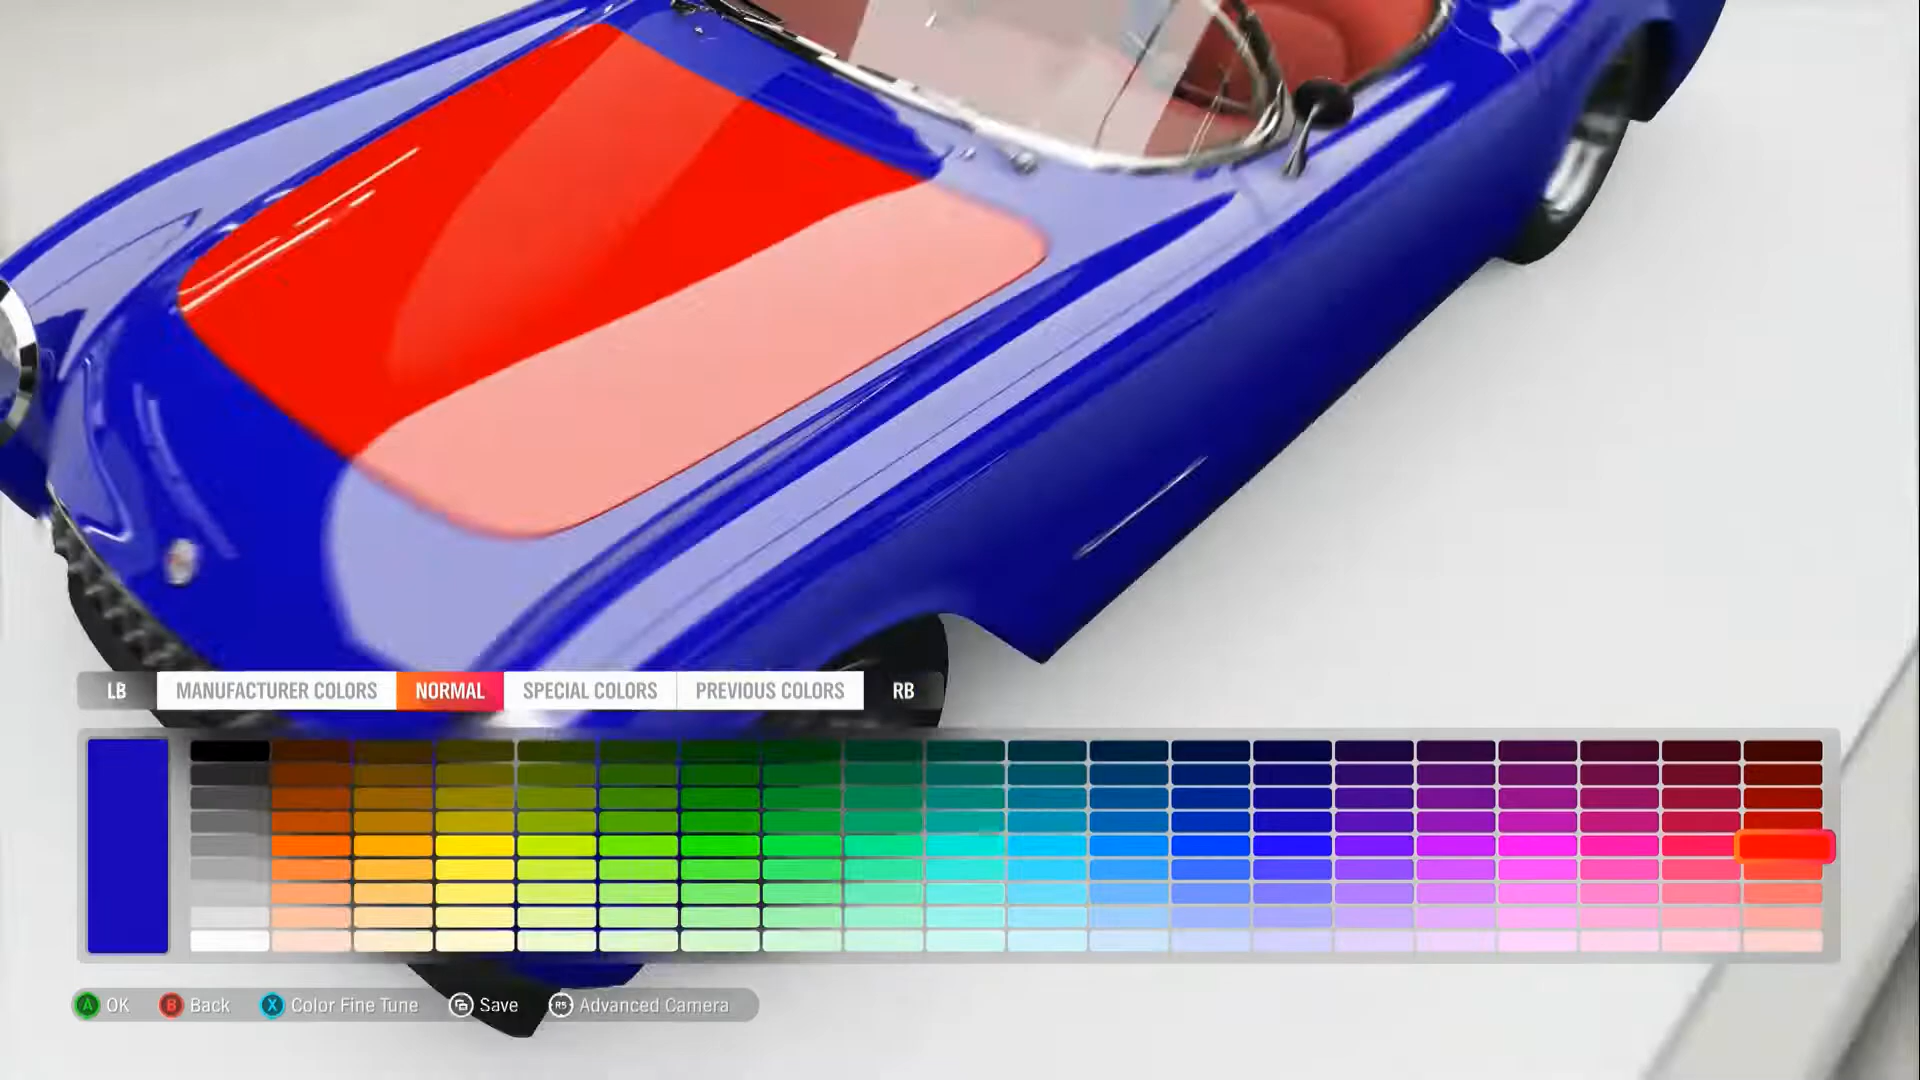 LB MANUFACTURER COLORS NORMAL SPECIAL COLORS PREVIOUS COLORS RB
A OK B Back X Color Fine Tune Save RS Advanced Camera